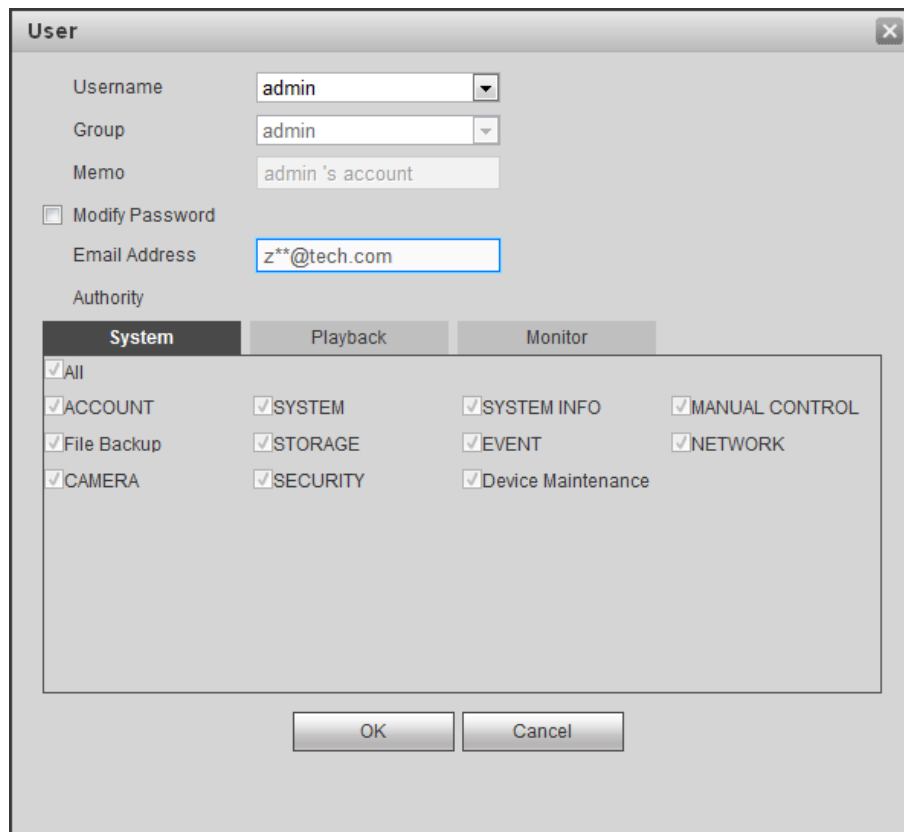 User
Username admin
Group admin
Memo admin 's account
Modify Password
Email Address z**@tech.com
Authority
System Playback Monitor
All
ACCOUNT SYSTEM SYSTEM INFO MANUAL CONTROL
File Backup STORAGE EVENT NETWORK
CAMERA SECURITY Device Maintenance
OK Cancel